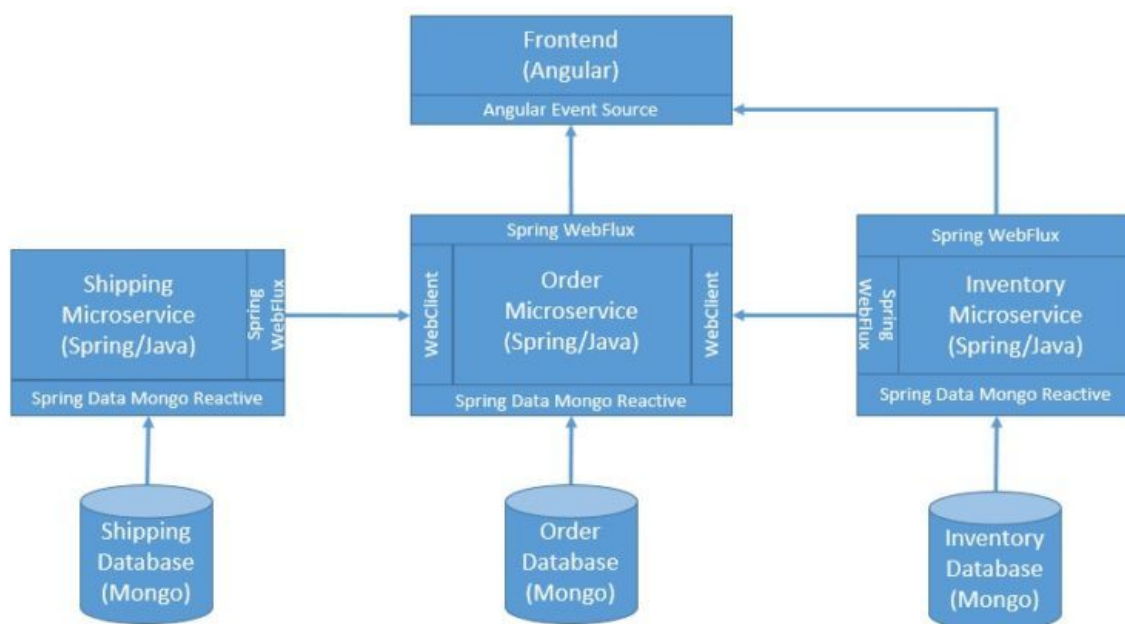 Frontend
(Angular)
Angular Event Source
Spring WebFlux
Spring WebFlux
Shipping
Microservice
(Spring/Java)
Spring
WebFlux
WebClient
Order
Microservice
(Spring/Java)
WebClient
Spring
WebFlux
Inventory
Microservice
(Spring/Java)
Spring Data Mongo Reactive
Spring Data Mongo Reactive
Spring Data Mongo Reactive
Shipping
Database
(Mongo)
Order
Database
(Mongo)
Inventory
Database
(Mongo)